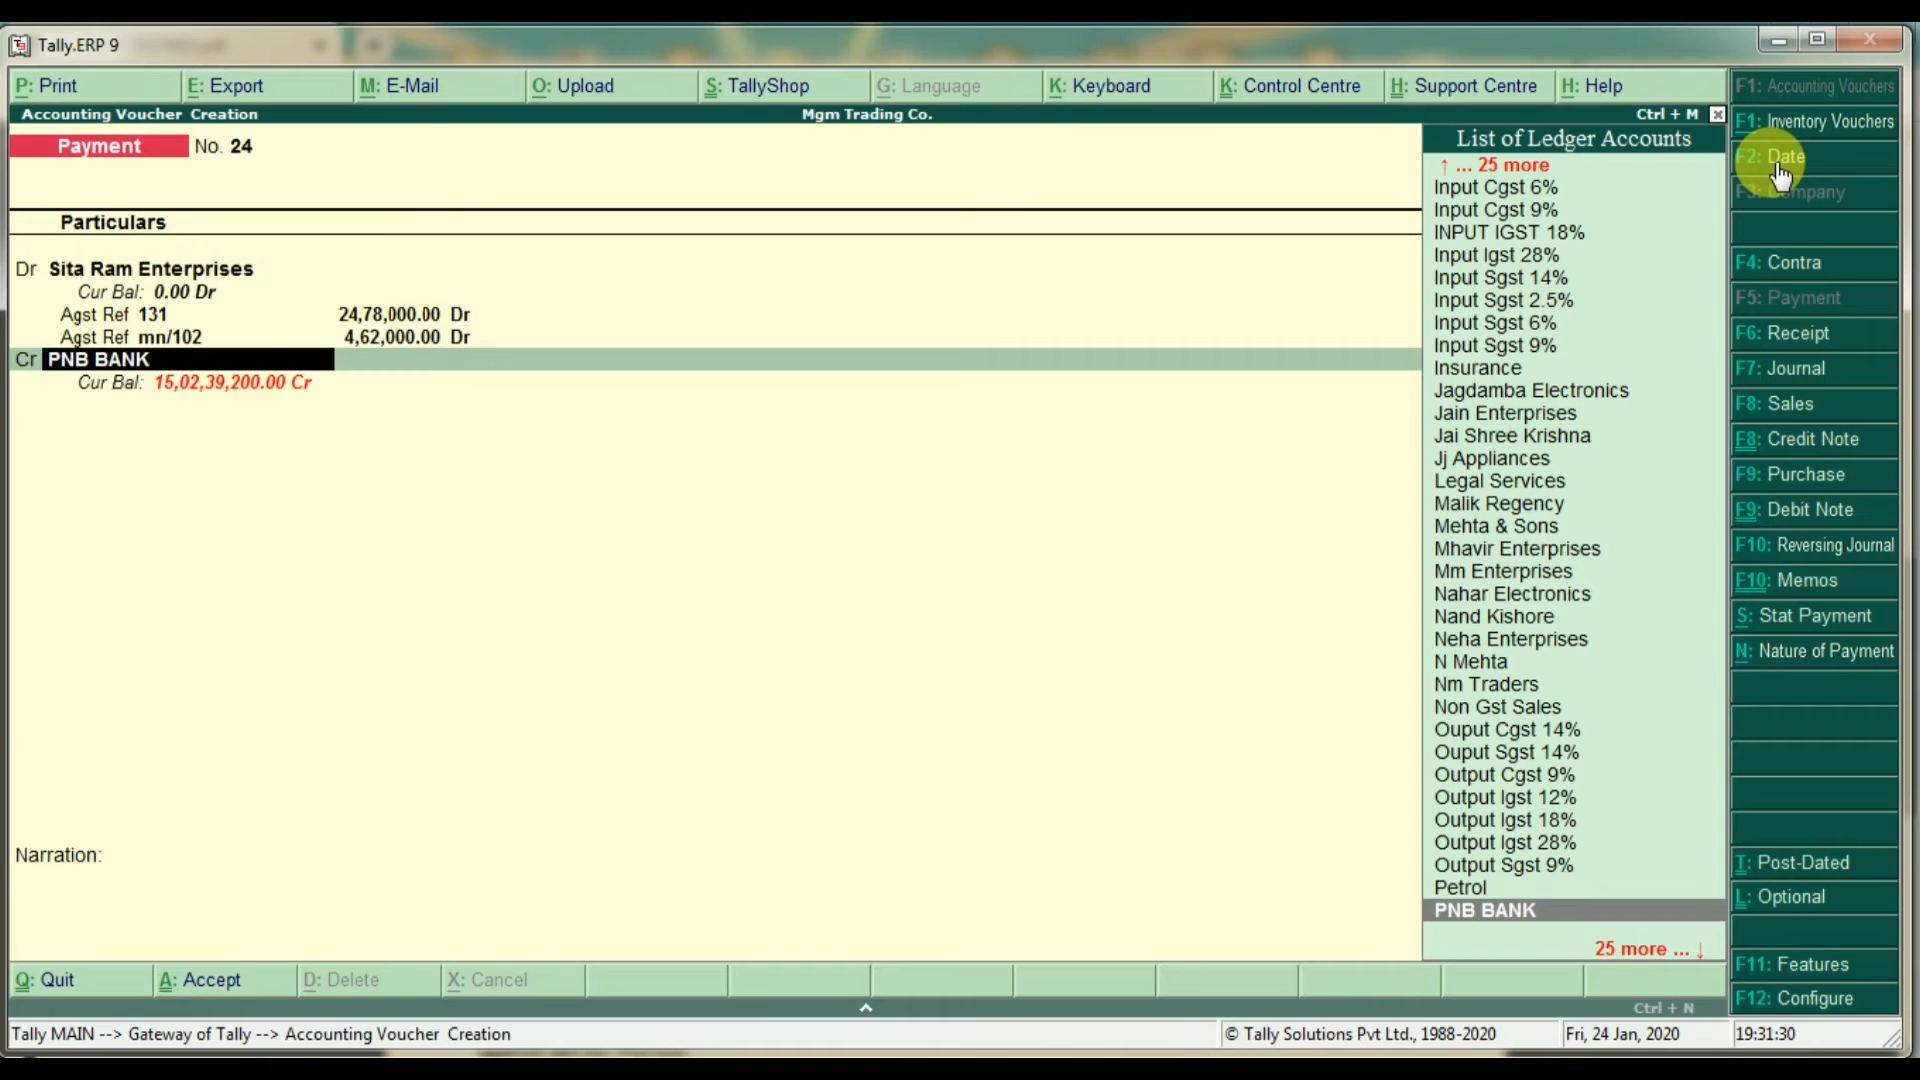 Tally.ERP 9
P: Print E: Export M: E-Mail O: Upload S: TallyShop G: Language K: Keyboard K: Control Centre H: Support Centre H: Help
Accounting Voucher Creation Mgm Trading Co. Ctrl + M
Payment No. 24
Particulars
Dr Sita Ram Enterprises
Cur Bal: 0.00 Dr
Agst Ref 131 24,78,000.00 Dr
Agst Ref mn/102 4,62,000.00 Dr
Cr PNB BANK
Cur Bal: 15,02,39,200.00 Cr
Narration:
List of Ledger Accounts
↑ ... 25 more
Input Cgst 6%
Input Cgst 9%
INPUT IGST 18%
Input Igst 28%
Input Sgst 14%
Input Sgst 2.5%
Input Sgst 6%
Input Sgst 9%
Insurance
Jagdamba Electronics
Jain Enterprises
Jai Shree Krishna
Jj Appliances
Legal Services
Malik Regency
Mehta & Sons
Mhavir Enterprises
Mm Enterprises
Nahar Electronics
Nand Kishore
Neha Enterprises
N Mehta
Nm Traders
Non Gst Sales
Ouput Cgst 14%
Ouput Sgst 14%
Output Cgst 9%
Output Igst 12%
Output Igst 18%
Output Igst 28%
Output Sgst 9%
Petrol
PNB BANK
25 more ... ↓
F1: Accounting Vouchers
F1: Inventory Vouchers
F2: Date
F3: Company
F4: Contra
F5: Payment
F6: Receipt
F7: Journal
F8: Sales
F8: Credit Note
F9: Purchase
F9: Debit Note
F10: Reversing Journal
F10: Memos
S: Stat Payment
N: Nature of Payment
T: Post-Dated
L: Optional
F11: Features
F12: Configure
Q: Quit A: Accept D: Delete X: Cancel
Ctrl + N
Tally MAIN --> Gateway of Tally --> Accounting Voucher Creation © Tally Solutions Pvt Ltd., 1988-2020 Fri, 24 Jan, 2020 19:31:30